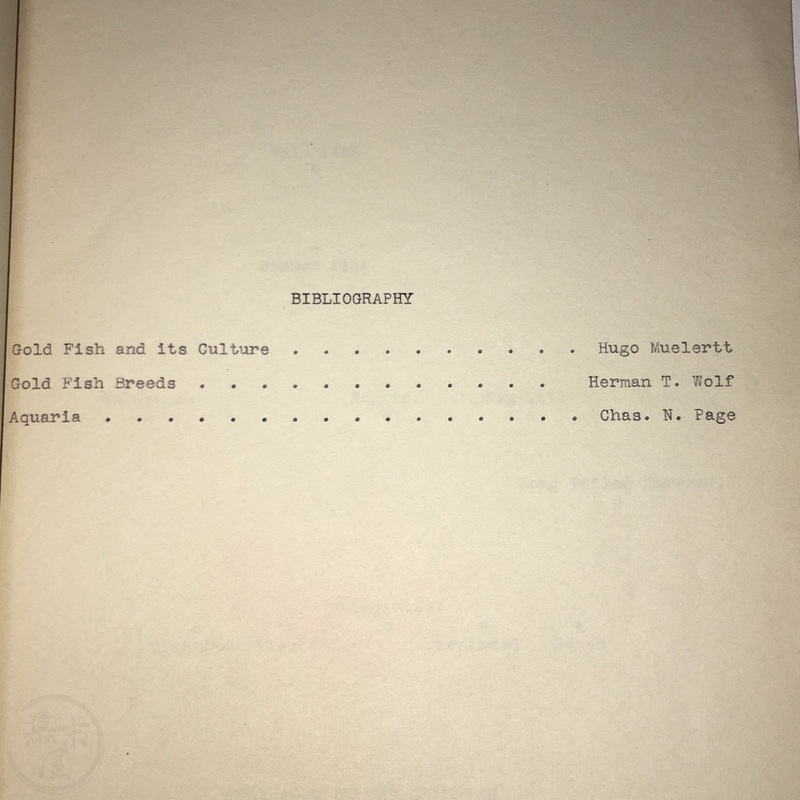 BIBLIOGRAPHY
Gold Fish and its Culture . . . . . . . . . . Hugo Muelertt
Gold Fish Breeds . . . . . . . . . . . . . . Herman T. Wolf
Aquaria . . . . . . . . . . . . . . . . . Chas. N. Page